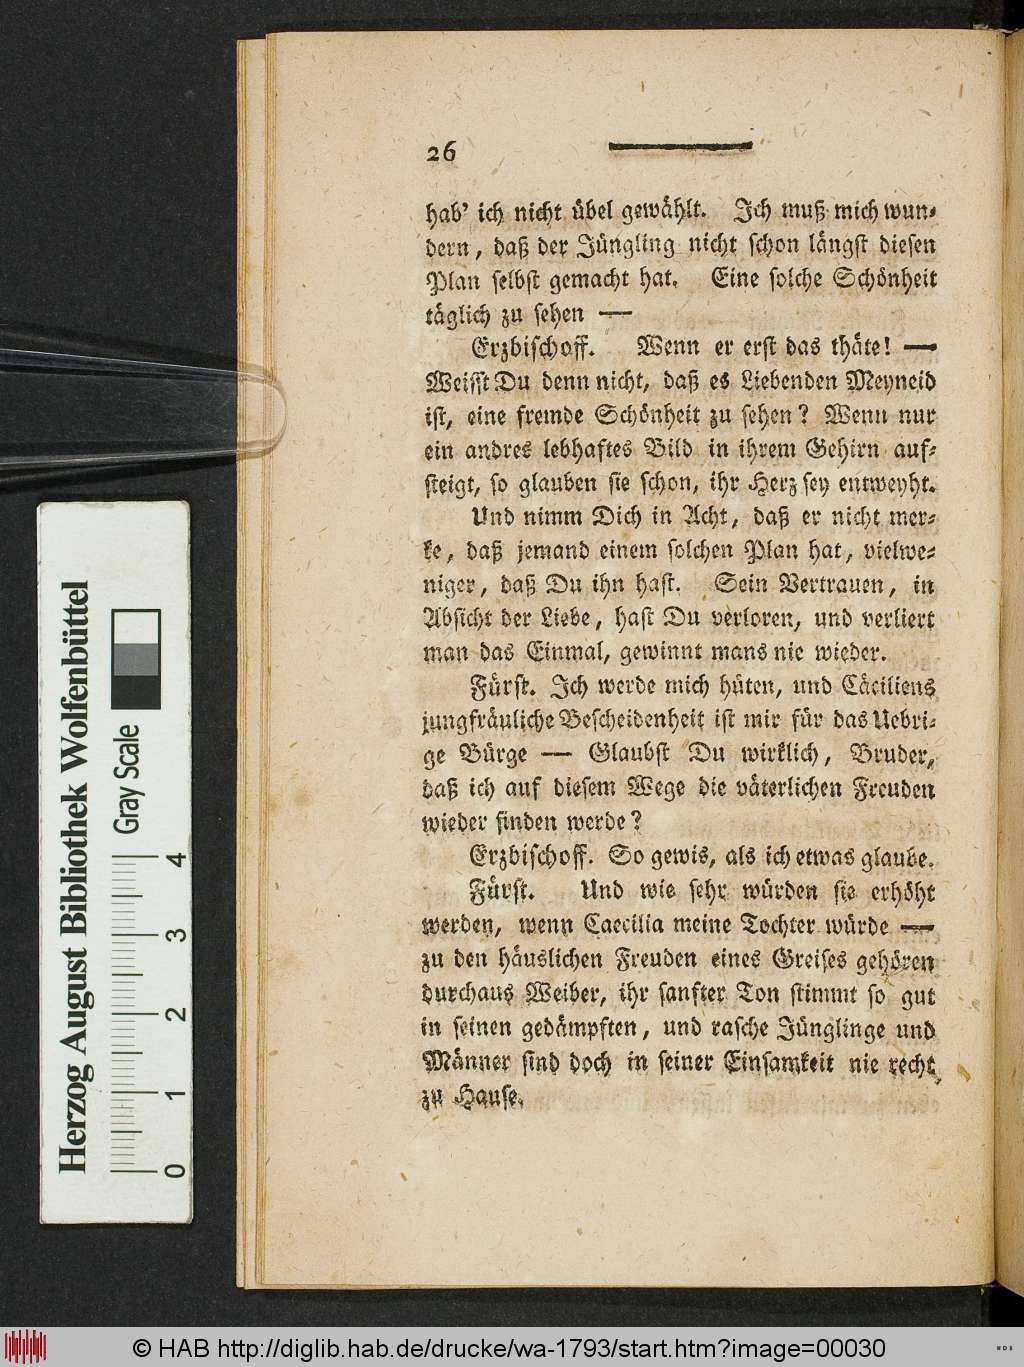 26
hab' ich nicht übel gewählt. Ich muß mich wun-
dern, daß der Jüngling nicht schon längst diesen
Plan selbst gemacht hat. Eine solche Schönheit
täglich zu sehen —
Erzbischoff. Wenn er erst das thäte! —
Weisst Du denn nicht, daß es Liebenden Meyneid
ist, eine fremde Schönheit zu sehen? Wenn nur
ein andres lebhaftes Bild in ihrem Gehirn auf-
steigt, so glauben sie schon, ihr Herz sey entweyht.
Und nimm Dich in Acht, daß er nicht mer-
ke, daß jemand einem solchen Plan hat, vielwe-
niger, daß Du ihn hast. Sein Vertrauen, in
Absicht der Liebe, hast Du verloren, und verliert
man das Einmal, gewinnt mans nie wieder.
Fürst. Ich werde mich hüten, und Cäciliens
jungfräuliche Bescheidenheit ist mir für das Uebri-
ge Bürge — Glaubst Du wirklich, Bruder,
daß ich auf diesem Wege die väterlichen Freuden
wieder finden werde?
Erzbischoff. So gewis, als ich etwas glaube.
Fürst. Und wie sehr würden sie erhöht
werden, wenn Caecilia meine Tochter würde —
zu den häuslichen Freuden eines Greises gehören
durchaus Weiber, ihr sanfter Ton stimmt so gut
in seinen gedämpften, und rasche Jünglinge und
Männer sind doch in seiner Einsamkeit nie recht
zu Hause.
Herzog August Bibliothek Wolfenbüttel
Gray Scale
0 1 2 3 4
© HAB http://diglib.hab.de/drucke/wa-1793/start.htm?image=00030